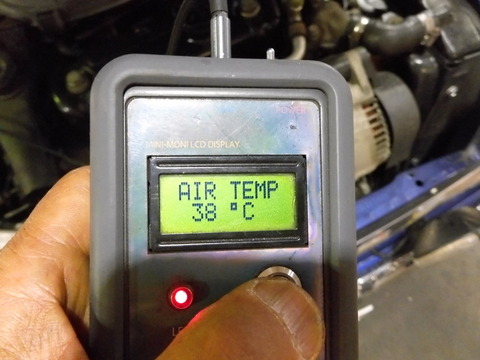 MINI-MONI LCD DISPLAY
AIR TEMP
38 °C